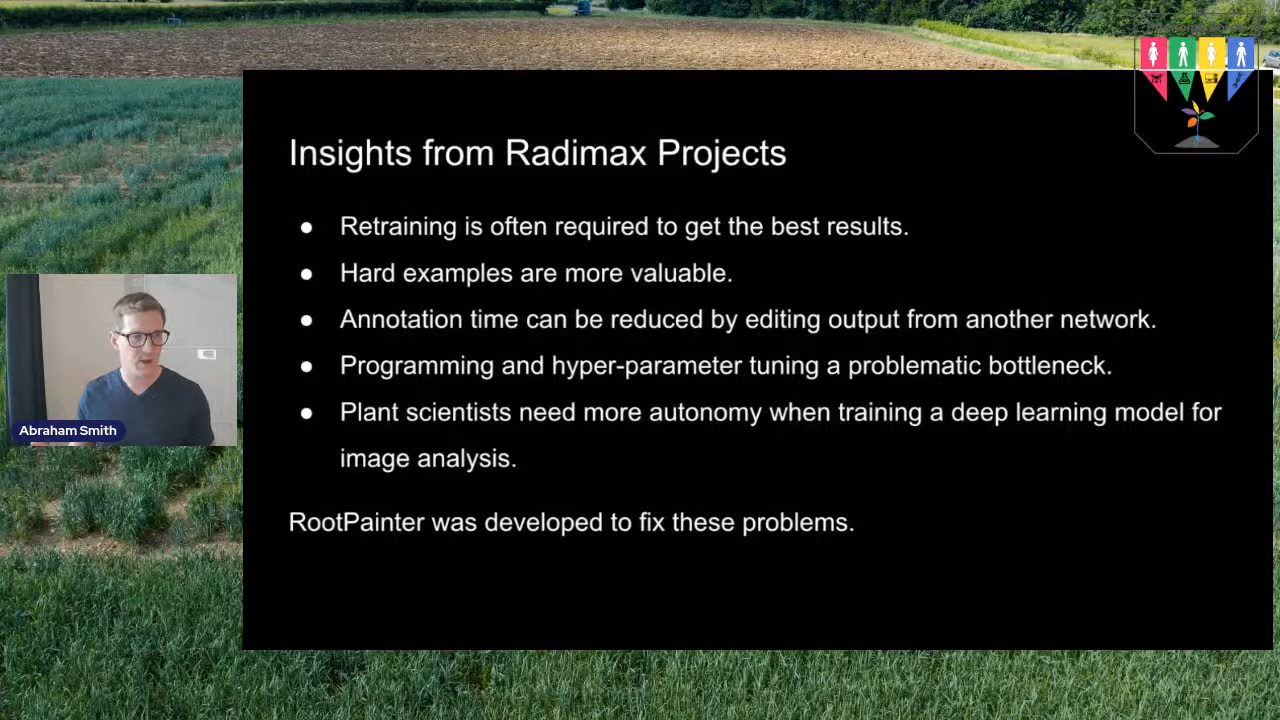 Insights from Radimax Projects
● Retraining is often required to get the best results.
● Hard examples are more valuable.
● Annotation time can be reduced by editing output from another network.
● Programming and hyper-parameter tuning a problematic bottleneck.
● Plant scientists need more autonomy when training a deep learning model for
image analysis.
Abraham Smith
RootPainter was developed to fix these problems.